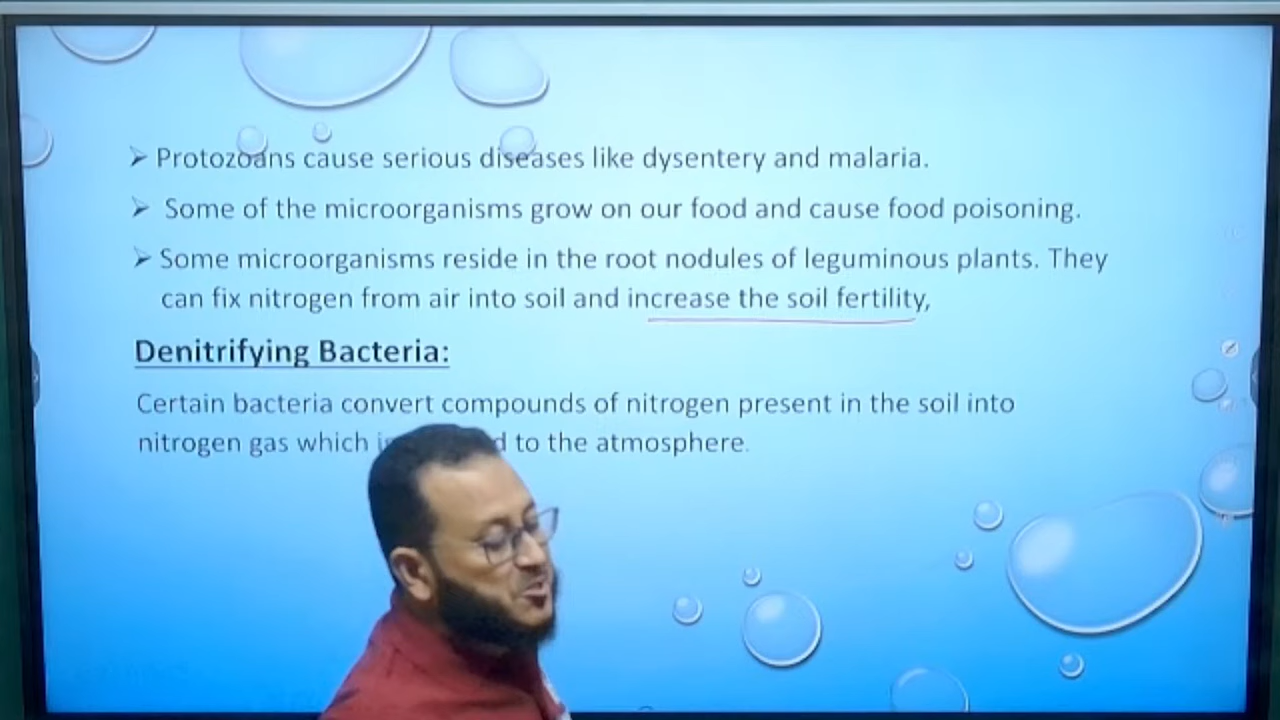 ➤ Protozoans cause serious diseases like dysentery and malaria.
➤ Some of the microorganisms grow on our food and cause food poisoning.
➤ Some microorganisms reside in the root nodules of leguminous plants. They
can fix nitrogen from air into soil and increase the soil fertility,
Denitrifying Bacteria:
Certain bacteria convert compounds of nitrogen present in the soil into
nitrogen gas which to the atmosphere.